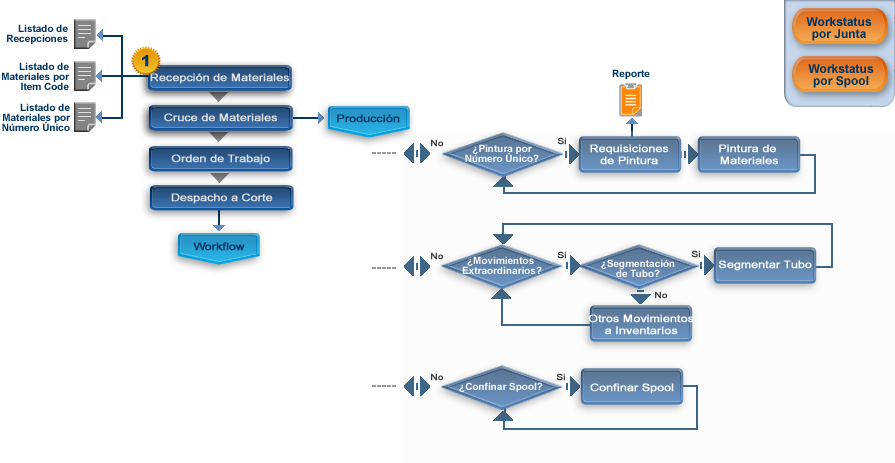 Listado de
Recepciones
Listado de
Materiales por
Item Code
Listado de
Materiales por
Número Único
1
Recepción de Materiales
Cruce de Materiales
Producción
Orden de Trabajo
Despacho a Corte
Workflow
Workstatus
por Junta
Workstatus
por Spool
Reporte
No
¿Pintura por
Número Único?
Si
Requisiciones
de Pintura
Pintura de
Materiales
No
¿Movimientos
Extraordinarios?
Si
¿Segmentación
de Tubo?
Si
Segmentar Tubo
No
Otros Movimientos
a Inventarios
No
¿Confinar Spool?
Si
Confinar Spool